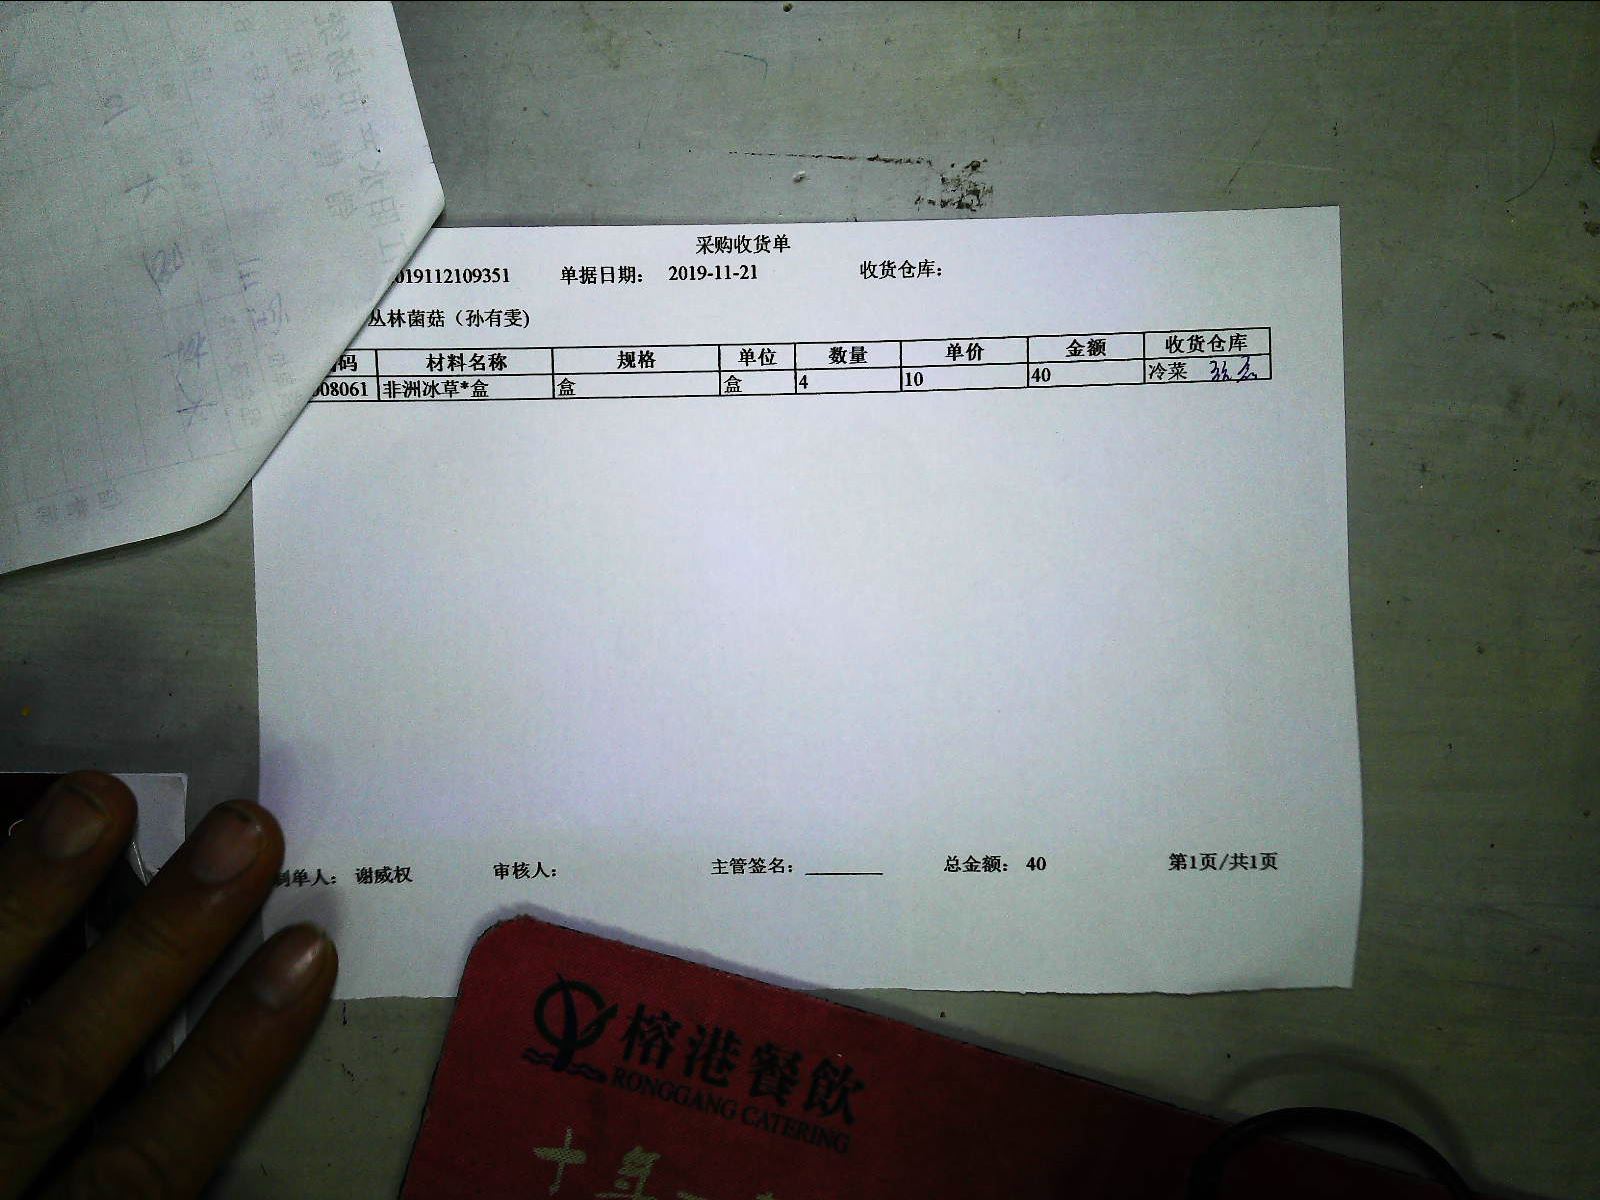 采购收货单
019112109351 单据日期： 2019-11-21 收货仓库：
丛林菌菇（孙有雯)
码 材料名称 规格 单位 数量 单价 金额 收货仓库
008061 非洲冰草*盒 盒 盒 4 10 40 冷菜
制单人： 谢威权 审核人： 主管签名： 总金额： 40 第1页/共1页
榕港餐飲
RONGGANG CATERING
十年